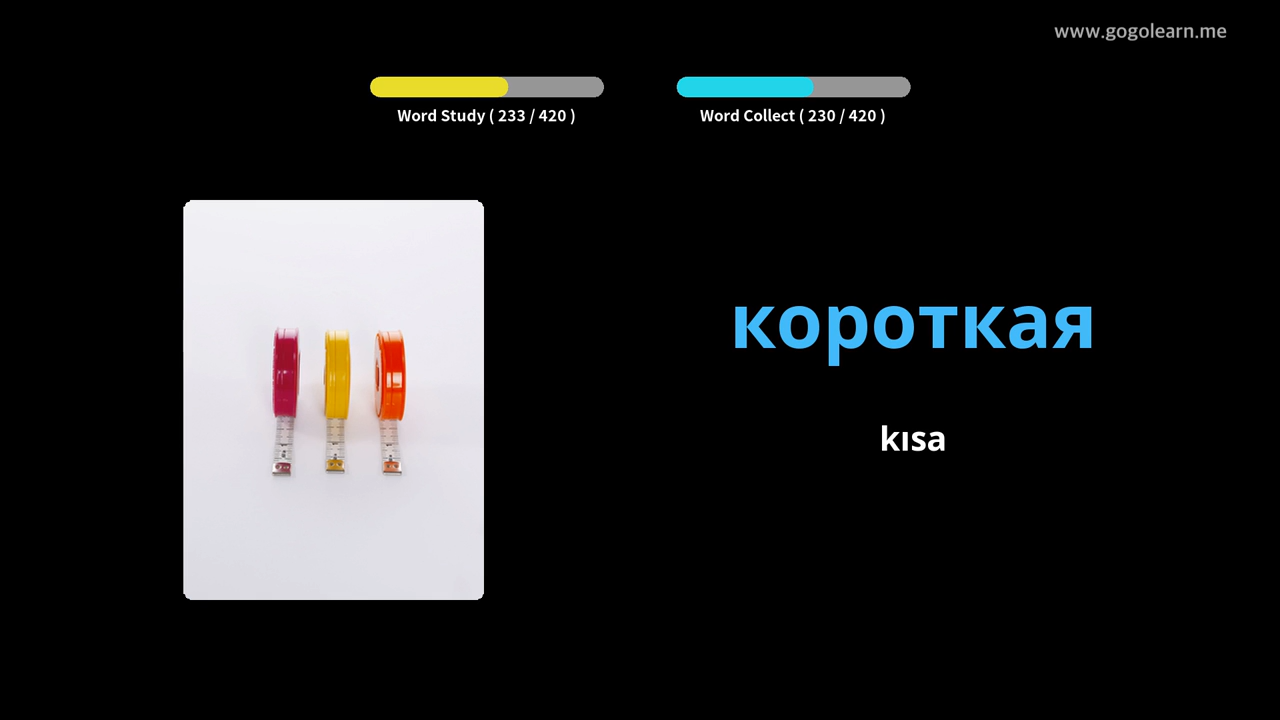 www.gogolearn.me
Word Study ( 233 / 420 )
Word Collect ( 230 / 420 )
короткая
kısa